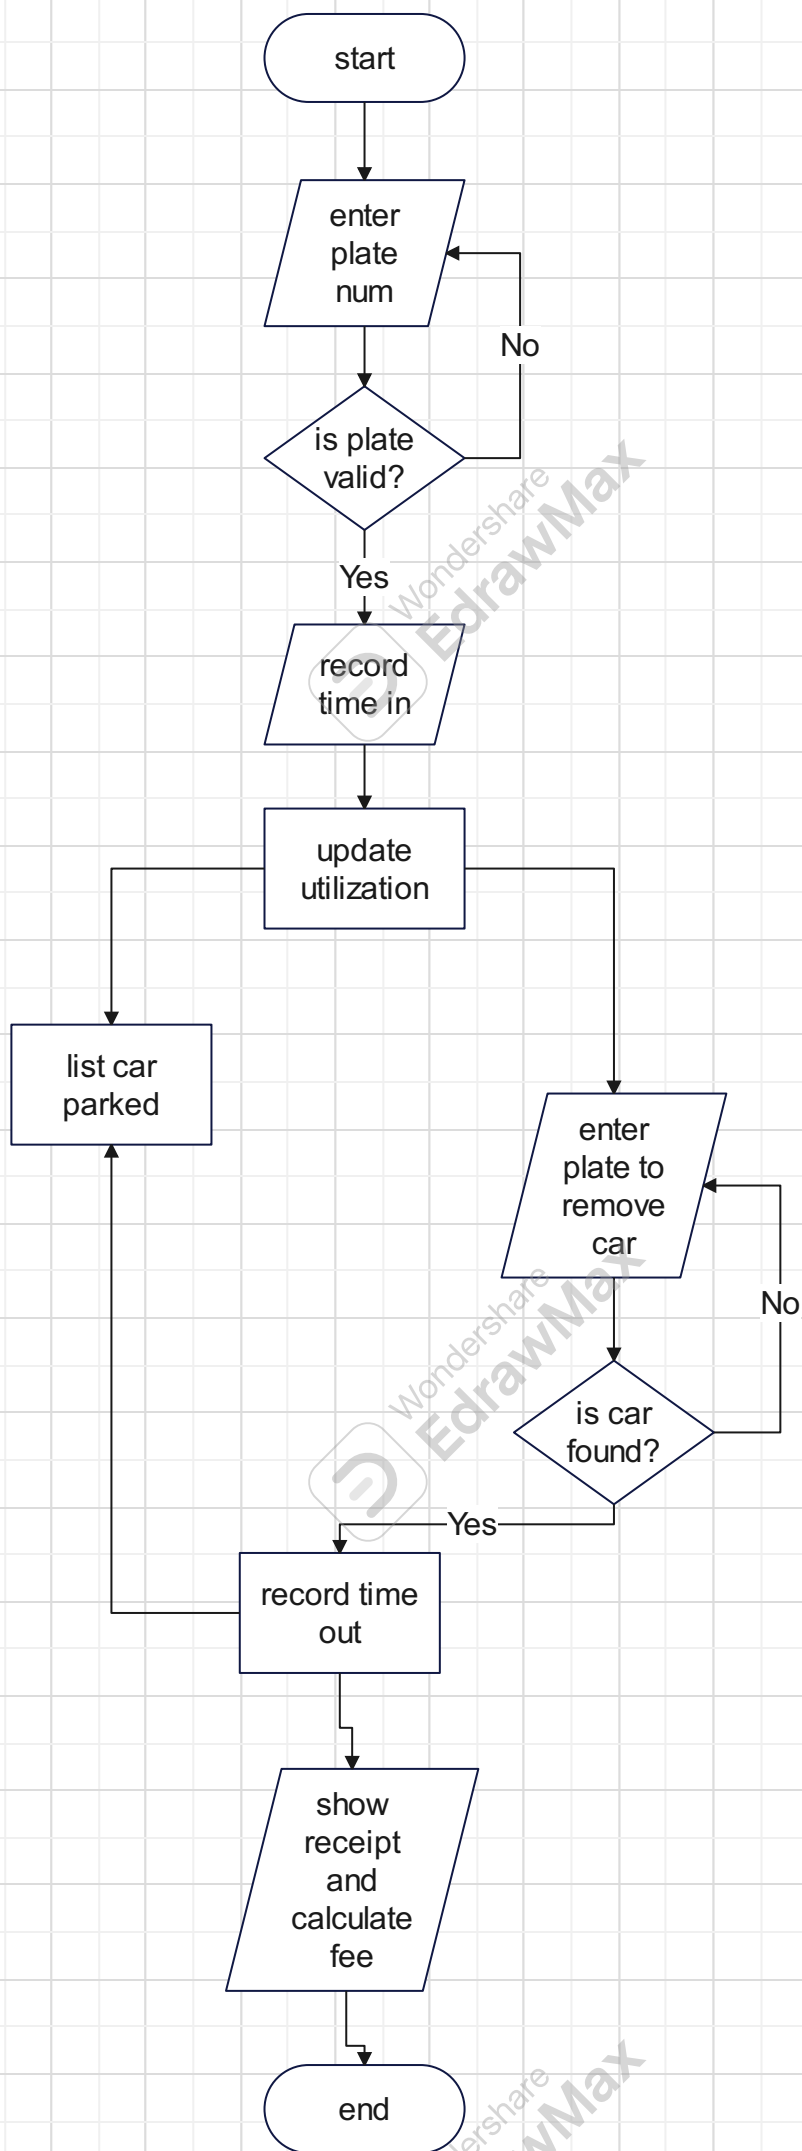 start
enter
plate
num
No
is plate
valid?
Wondershare
EdrawMax
Yes
record
time in
update
utilization
list car
parked
enter
plate to
remove
car
Wondershare
EdrawMax
No
is car
found?
Yes
record time
out
show
receipt
and
calculate
fee
end